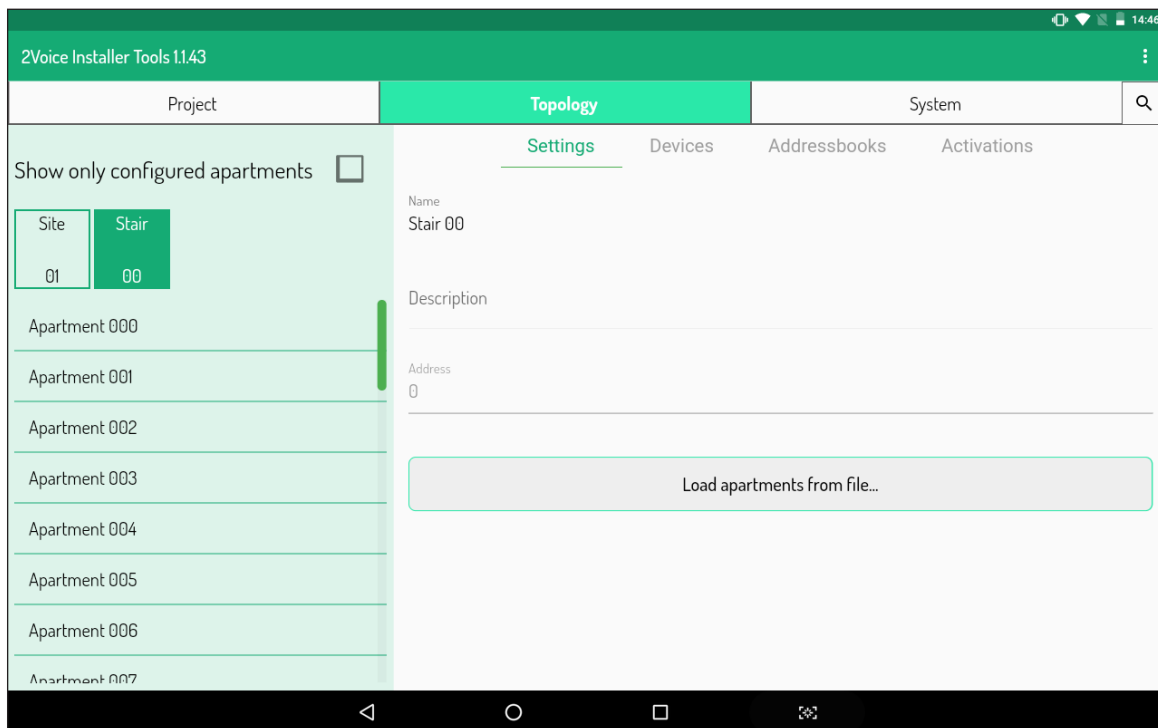 14:46
2Voice Installer Tools 1.1.43
Project
Topology
System
Show only configured apartments
Site
01
Stair
00
Apartment 000
Apartment 001
Apartment 002
Apartment 003
Apartment 004
Apartment 005
Apartment 006
Apartment 007
Settings
Devices
Addressbooks
Activations
Name
Stair 00
Description
Address
0
Load apartments from file...